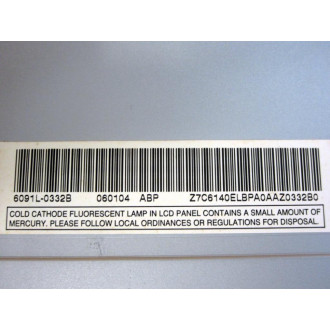 6091L-0332B 060104 ABP Z7C6140ELBPA0AAZ0332B0
COLD CATHODE FLUORESCENT LAMP IN LCD PANEL CONTAINS A SMALL AMOUNT OF
MERCURY. PLEASE FOLLOW LOCAL ORDINANCES OR REGULATIONS FOR DISPOSAL.